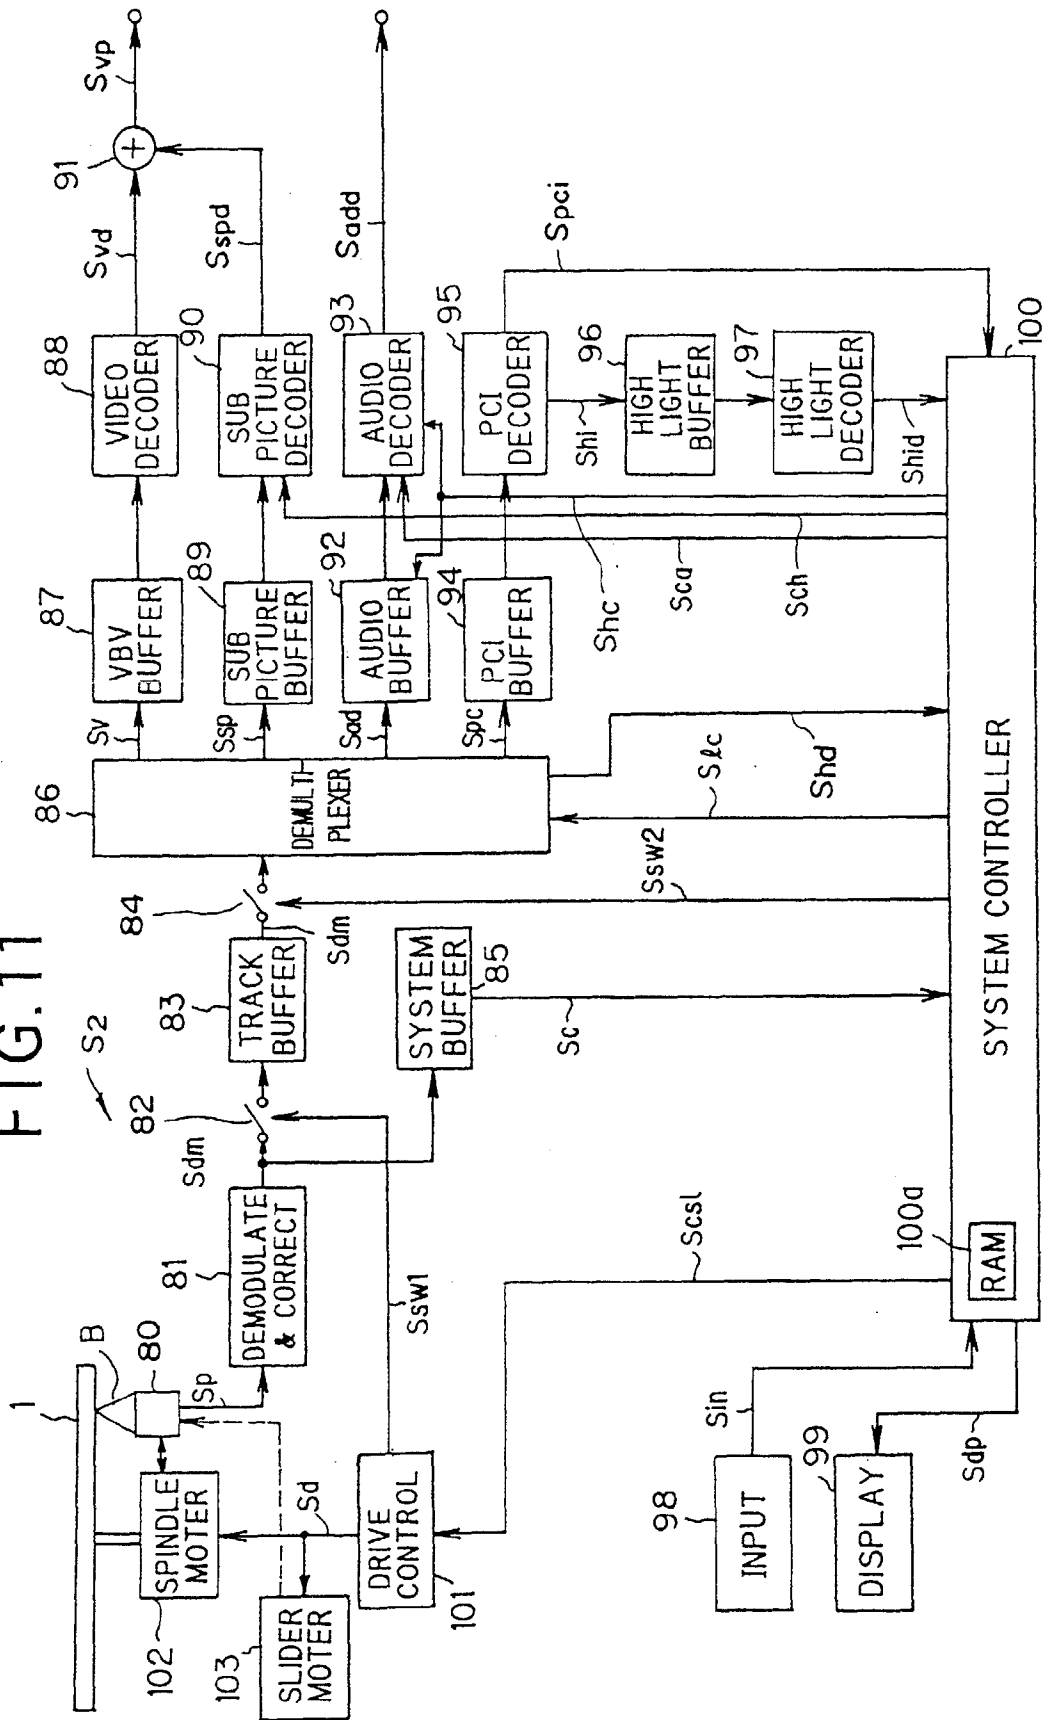 FIG.11
S2
1
B
80
Sp
SPINDLE
MOTER
102
SLIDER
MOTER
103
Sd
DRIVE
CONTROL
101
DEMODULATE
& CORRECT
81
Sdm
82
Ssw1
TRACK
BUFFER
83
Sdm
84
SYSTEM
BUFFER
85
Sc
Ssw2
86
DEMULTI
PLEXER
Slc
Shd
Sv
Ssp
Sad
Spc
87
VBV
BUFFER
89
SUB
PICTURE
BUFFER
92
AUDIO
BUFFER
94
PCI
BUFFER
88
VIDEO
DECODER
90
SUB
PICTURE
DECODER
93
AUDIO
DECODER
95
PCI
DECODER
Svd
91
+
Svp
Sspd
Sadd
Spci
Shi
96
HIGH
LIGHT
BUFFER
97
HIGH
LIGHT
DECODER
Shid
Shc
Sca
Sch
100
SYSTEM CONTROLLER
100a
RAM
Scsl
Sin
98
INPUT
99
DISPLAY
Sdp